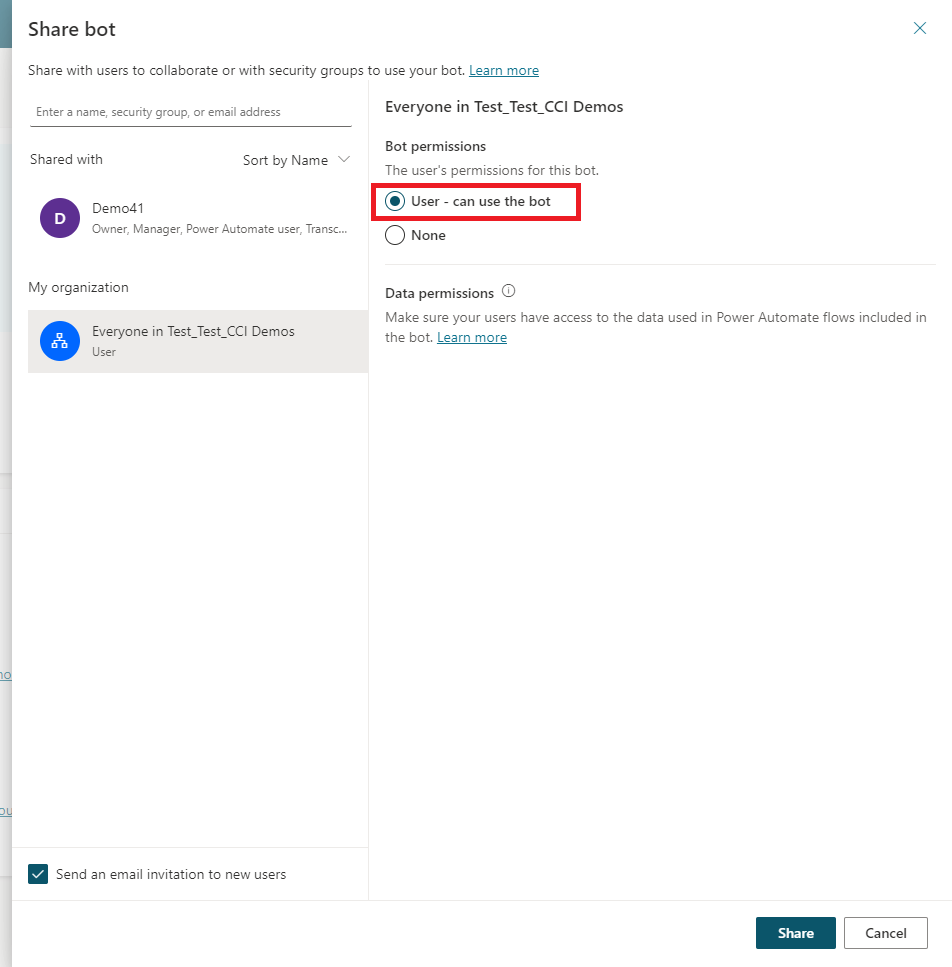 Share bot
Share with users to collaborate or with security groups to use your bot. Learn more
Enter a name, security group, or email address
Shared with
Sort by Name
D
Demo41
Owner, Manager, Power Automate user, Transc...
My organization
Everyone in Test_Test_CCI Demos
User
Send an email invitation to new users
Everyone in Test_Test_CCI Demos
Bot permissions
The user's permissions for this bot.
User - can use the bot
None
Data permissions
Make sure your users have access to the data used in Power Automate flows included in
the bot. Learn more
Share
Cancel